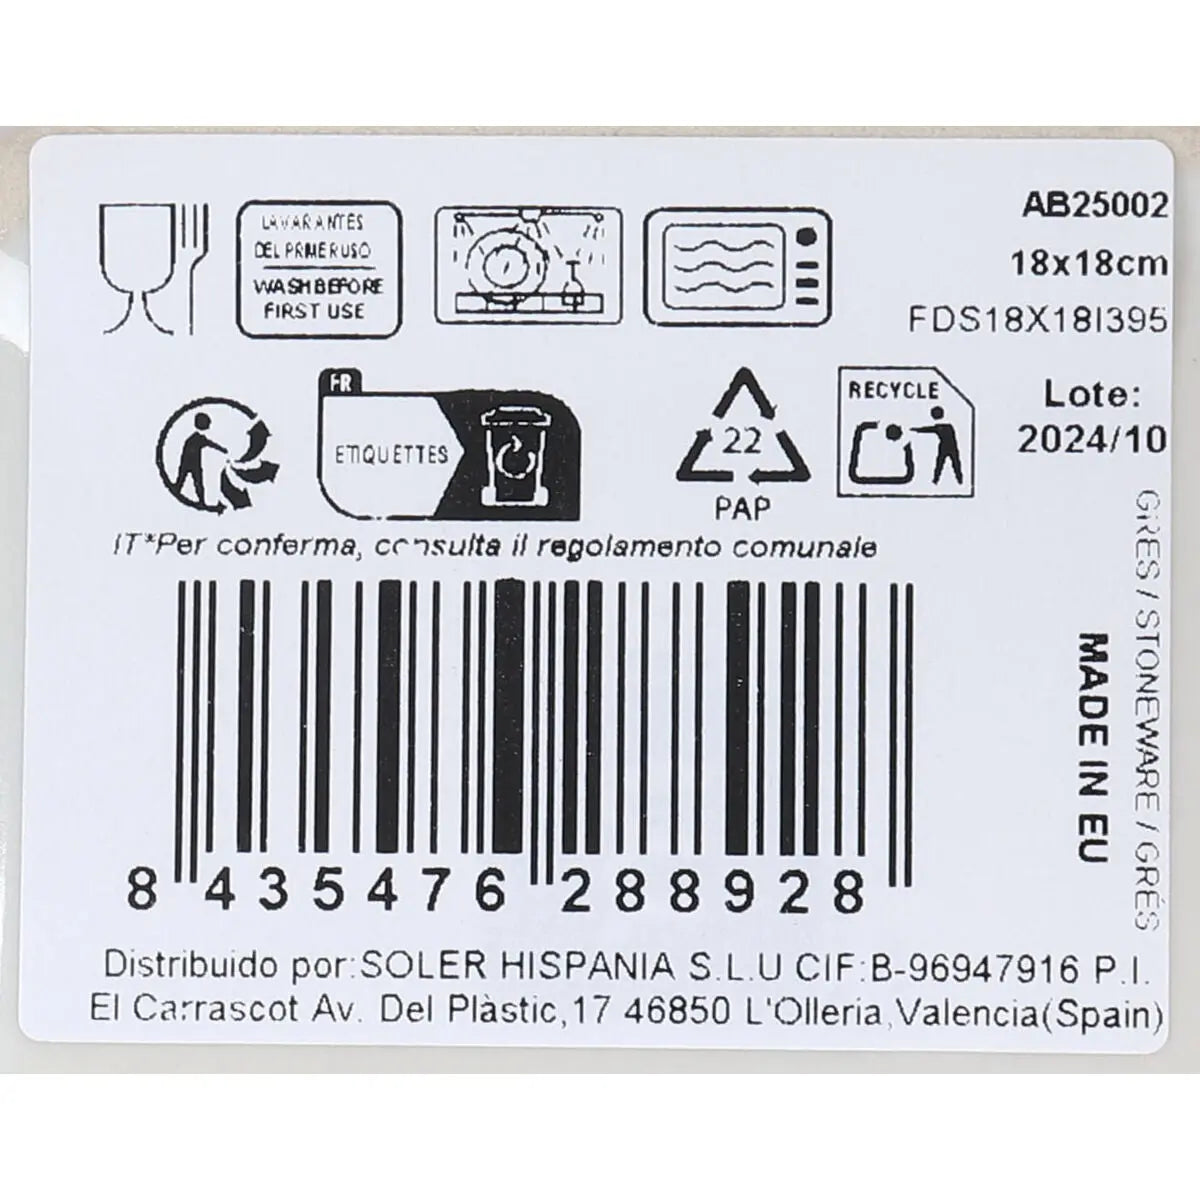 LAVAR ANTES
DEL PRIMER USO
WASH BEFORE
FIRST USE
AB25002
18x18cm
FDS18X18I395
FR
ETIQUETTES
22
PAP
RECYCLE
Lote:
2024/10
IT*Per conferma, consulta il regolamento comunale
GRES / STONEWARE / GRÉS
MADE IN EU
8 435476 288928
Distribuido por:SOLER HISPANIA S.L.U CIF:B-96947916 P.I.
El Carrascot Av. Del Plàstic,17 46850 L'Olleria,Valencia(Spain)